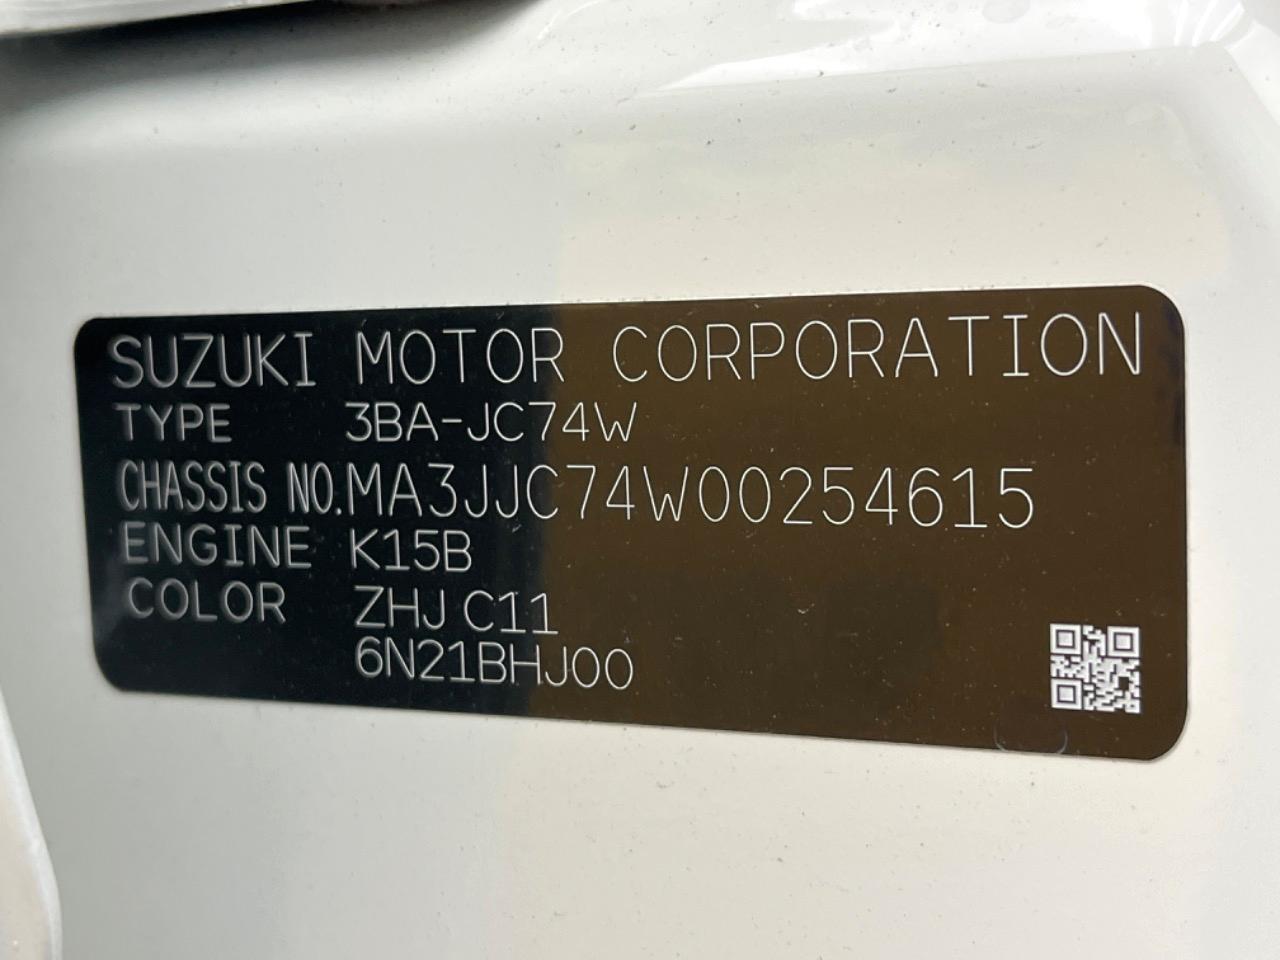 SUZUKI MOTOR CORPORATION
TYPE 3BA-JC74W
CHASSIS NO.MA3JJC74W00254615
ENGINE K15B
COLOR ZHJ C11
6N21BHJ00